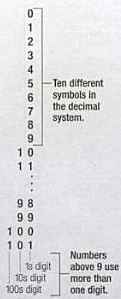 0
1
2
3
4
5
6
7
8
9
Ten different
symbols in
the decimal
system.
1 0
1 1
⋮
9 8
9 9
1 0 0
1 0 1
1s digit
10s digit
100s digit
Numbers
above 9 use
more than
one digit.